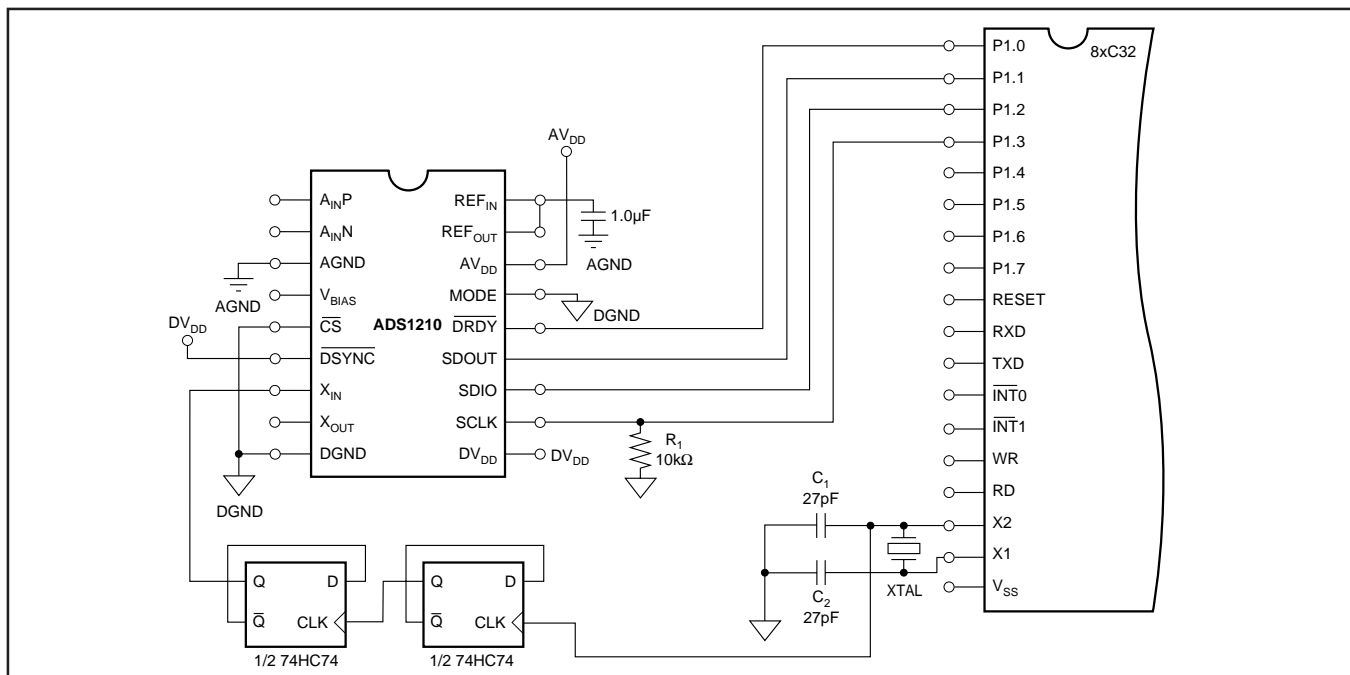 8xC32
P1.0
P1.1
P1.2
P1.3
P1.4
P1.5
P1.6
P1.7
RESET
RXD
TXD
INT0
INT1
WR
RD
X2
X1
VSS
AVDD
AINP
AINN
AGND
VBIAS
CS
DSYNC
XIN
XOUT
DGND
ADS1210
REFIN
REFOUT
AVDD
MODE
DRDY
SDOUT
SDIO
SCLK
DVDD
1.0µF
AGND
DGND
AGND
DVDD
DVDD
R1
10kΩ
DGND
C1
27pF
C2
27pF
XTAL
Q
D
Q
CLK
1/2 74HC74
Q
D
Q
CLK
1/2 74HC74